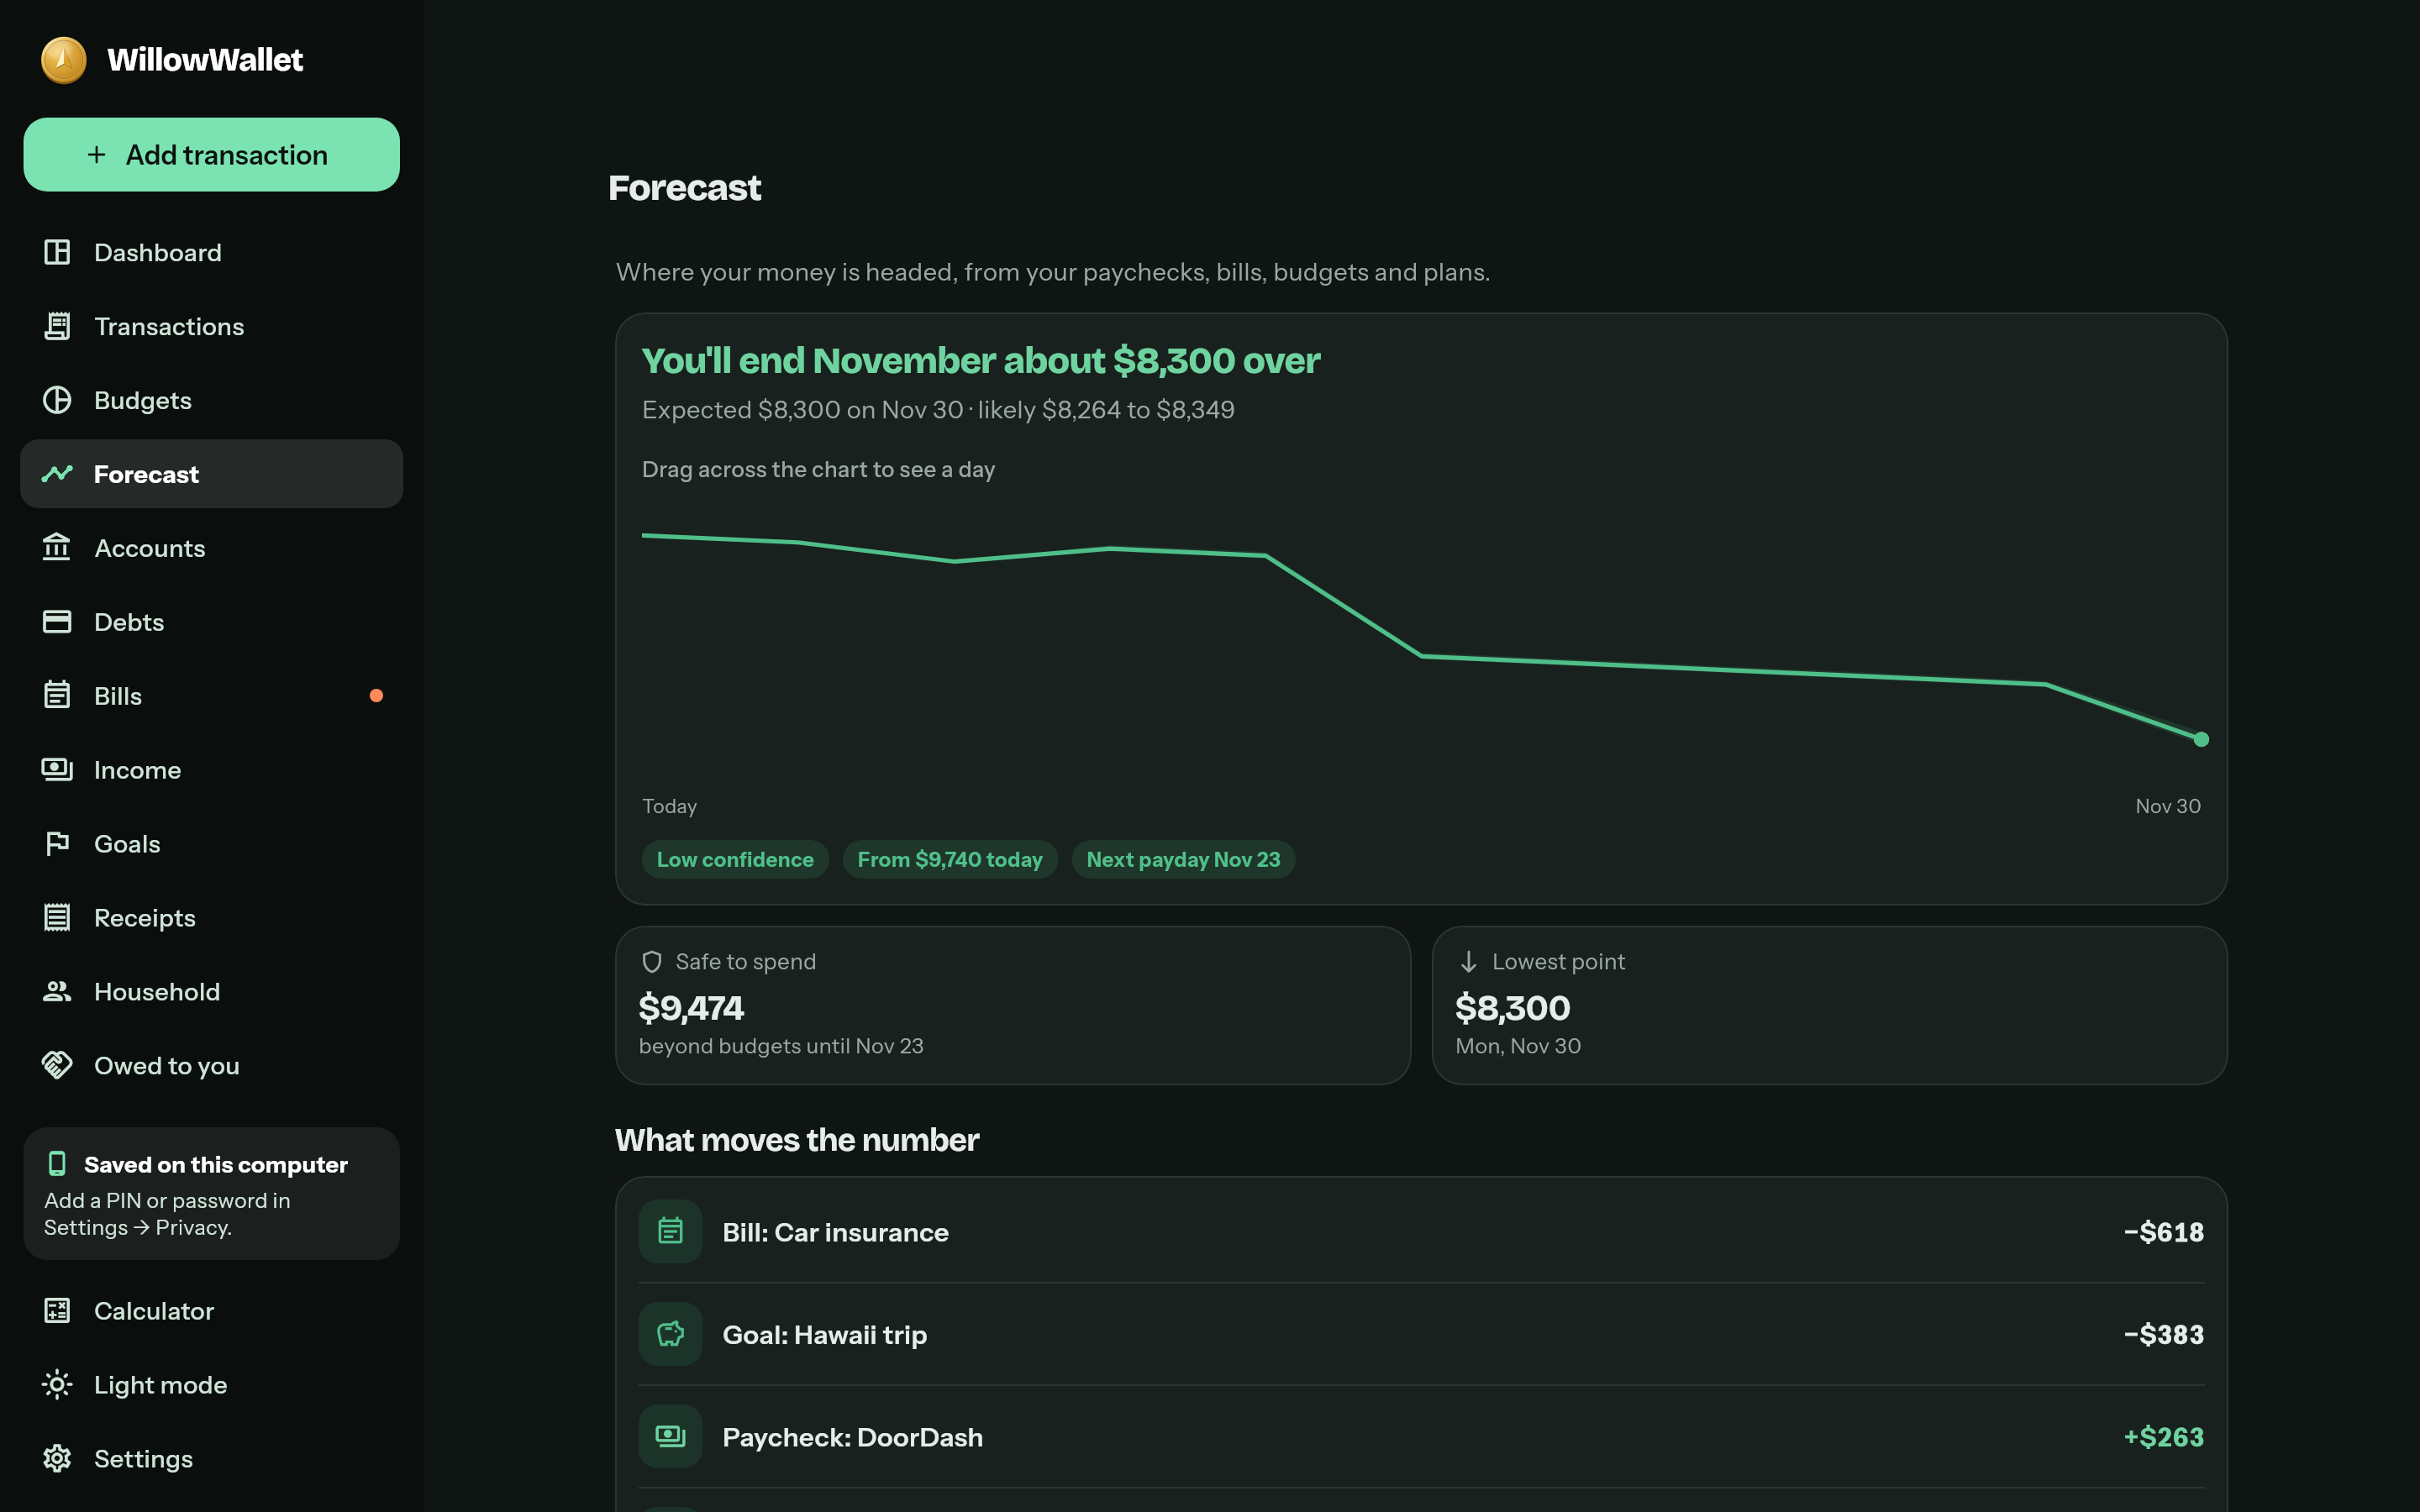 WillowWallet
+ Add transaction
Dashboard
Transactions
Budgets
Forecast
Accounts
Debts
Bills
Income
Goals
Receipts
Household
Owed to you
Saved on this computer
Add a PIN or password in
Settings → Privacy.
Calculator
Light mode
Settings
Forecast
Where your money is headed, from your paychecks, bills, budgets and plans.
You'll end November about $8,300 over
Expected $8,300 on Nov 30 · likely $8,264 to $8,349
Drag across the chart to see a day
Today
Nov 30
Low confidence
From $9,740 today
Next payday Nov 23
Safe to spend
$9,474
beyond budgets until Nov 23
Lowest point
$8,300
Mon, Nov 30
What moves the number
Bill: Car insurance
−$618
Goal: Hawaii trip
−$383
Paycheck: DoorDash
+$263